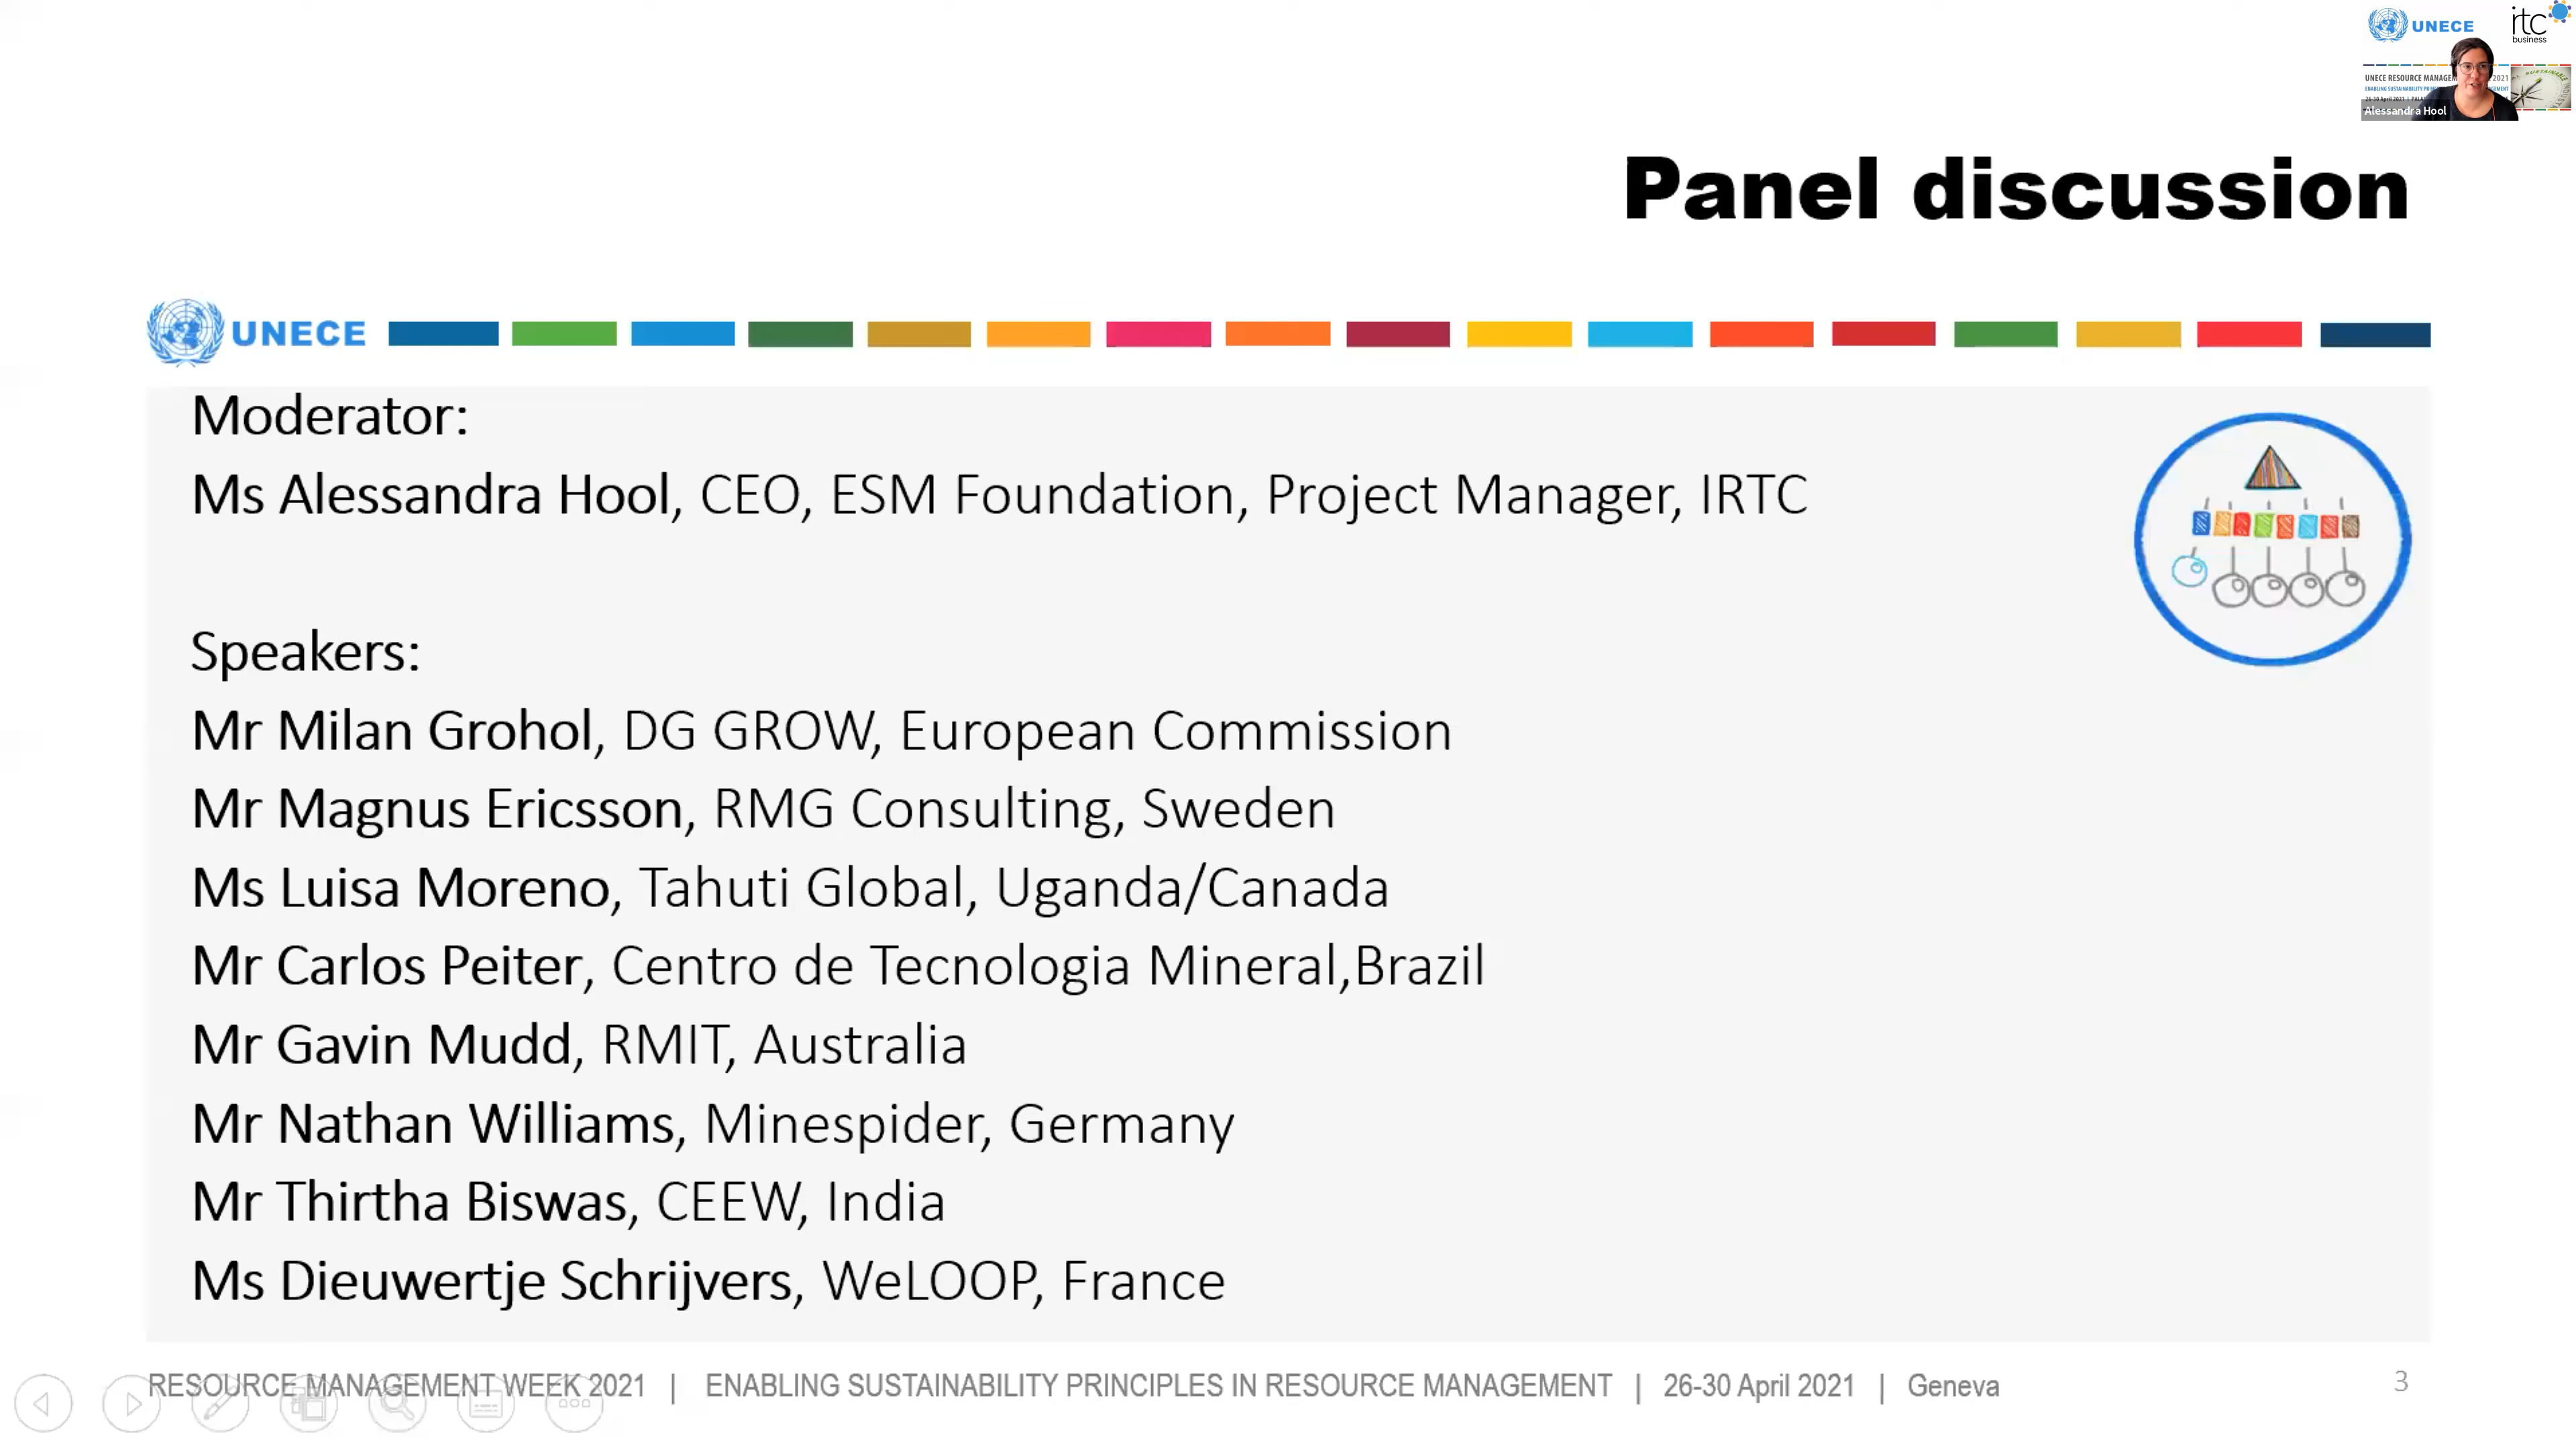 UNECE
itc
business
UNECE RESOURCE MANAGEM 2021
Alessandra Hool
Panel discussion
UNECE
Moderator:
Ms Alessandra Hool, CEO, ESM Foundation, Project Manager, IRTC
Speakers:
Mr Milan Grohol, DG GROW, European Commission
Mr Magnus Ericsson, RMG Consulting, Sweden
Ms Luisa Moreno, Tahuti Global, Uganda/Canada
Mr Carlos Peiter, Centro de Tecnologia Mineral,Brazil
Mr Gavin Mudd, RMIT, Australia
Mr Nathan Williams, Minespider, Germany
Mr Thirtha Biswas, CEEW, India
Ms Dieuwertje Schrijvers, WeLOOP, France
RESOURCE MANAGEMENT WEEK 2021 | ENABLING SUSTAINABILITY PRINCIPLES IN RESOURCE MANAGEMENT | 26-30 April 2021 | Geneva
3